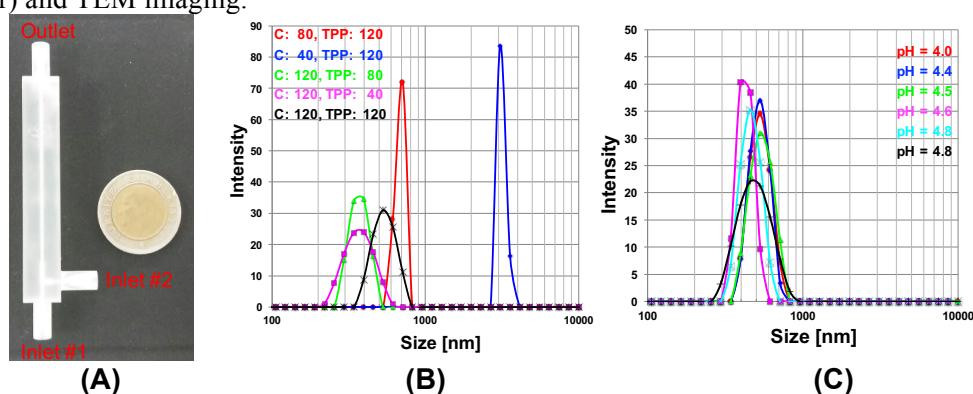 r) and TEM imaging.
Outlet
Inlet #2
Inlet #1
(A)
90
80
70
60
50
40
30
20
10
0
Intensity
C: 80, TPP: 120
C: 40, TPP: 120
C: 120, TPP: 80
C: 120, TPP: 40
C: 120, TPP: 120
100
1000
10000
Size [nm]
(B)
50
45
40
35
30
25
20
15
10
5
0
Intensity
pH = 4.0
pH = 4.4
pH = 4.5
pH = 4.6
pH = 4.8
pH = 4.8
100
1000
10000
Size [nm]
(C)